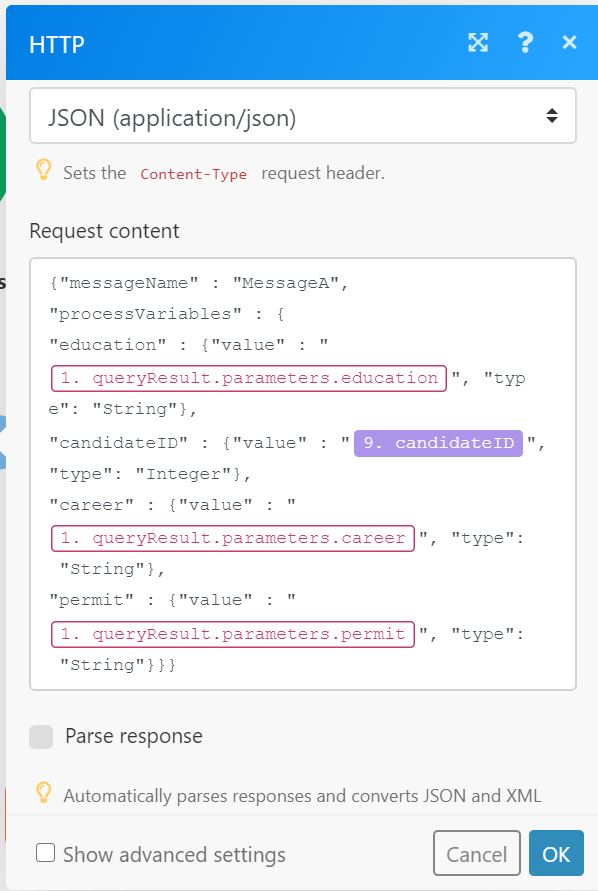 HTTP
JSON (application/json)
Sets the Content-Type request header.
Request content
{"messageName" : "MessageA",
"processVariables" : {
"education" : {"value" : "
1. queryResult.parameters.education ", "typ
e": "String"},
"candidateID" : {"value" : " 9. candidateID ",
"type": "Integer"},
"career" : {"value" : "
1. queryResult.parameters.career ", "type":
"String"},
"permit" : {"value" : "
1. queryResult.parameters.permit ", "type":
"String"}}}
Parse response
Automatically parses responses and converts JSON and XML
Show advanced settings
Cancel OK